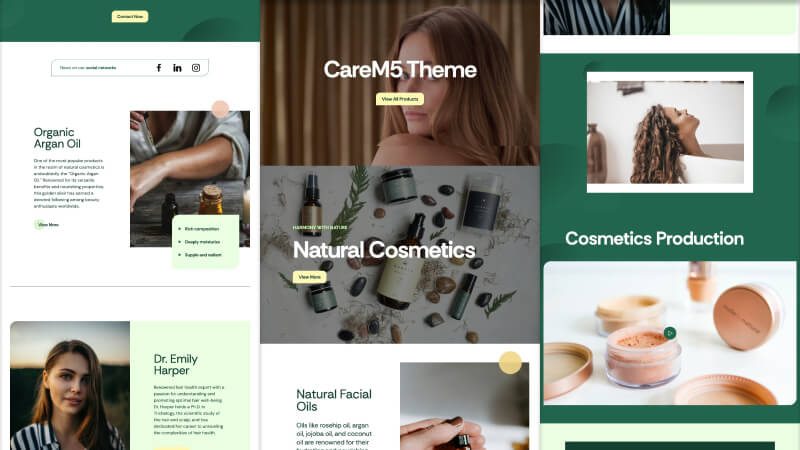 Contact Now
News on our social networks
Organic
Argan Oil
One of the most popular products
in the realm of natural cosmetics is
undoubtedly the "Organic Argan
Oil." Renowned for its versatile
benefits and nourishing properties,
this golden elixir has earned a
devoted following among beauty
enthusiasts worldwide.
View More
Rich composition
Deeply moisturize
Supple and radiant
Dr. Emily
Harper
Renowned hair health expert with a
passion for understanding and
promoting optimal hair well-being
Dr. Harper holds a Ph.D. in
Trichology, the scientific study of
the hair and scalp, and has
dedicated her career to unraveling
the complexities of hair health.
CareM5 Theme
View All Products
HARMONY WITH NATURE
Natural Cosmetics
View More
Natural Facial
Oils
Oils like rosehip oil, argan
oil, jojoba oil, and coconut
oil are renowned for their
hydrating and nourishing
Cosmetics Production